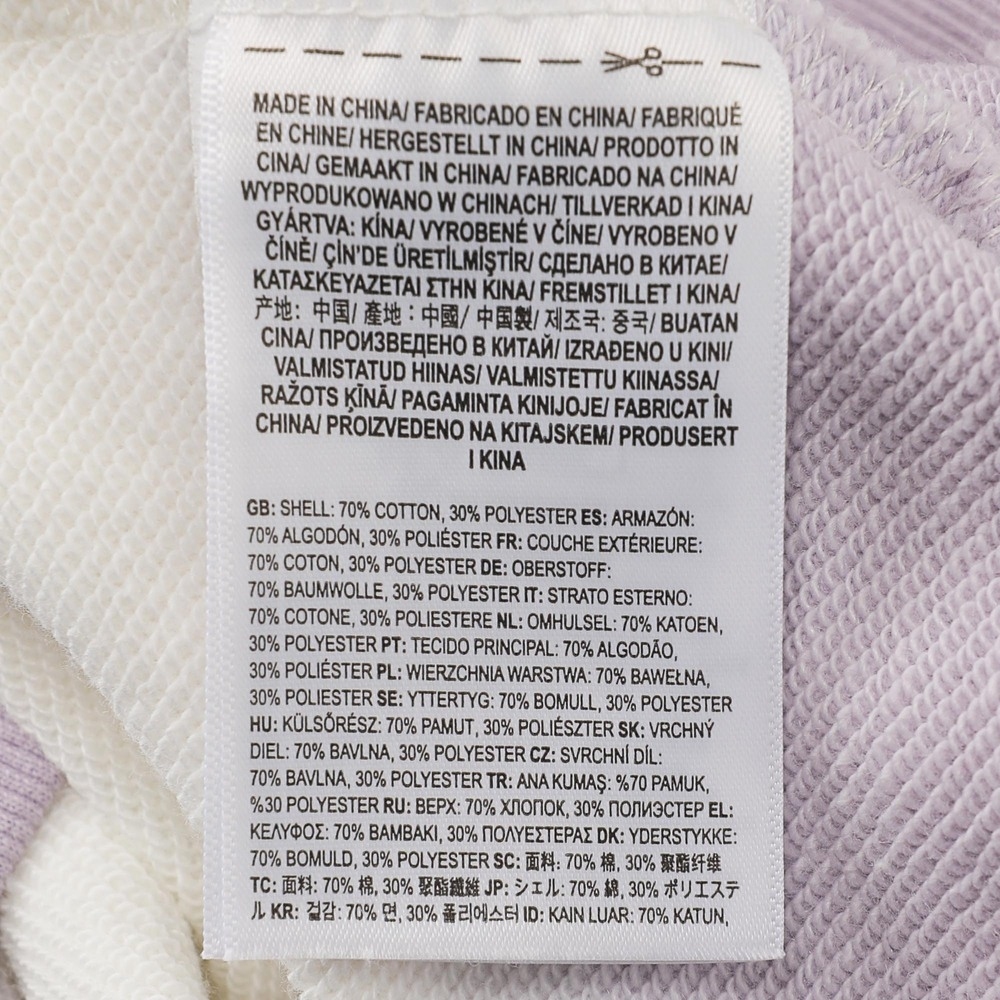 MADE IN CHINA/ FABRICADO EN CHINA/ FABRIQUÉ
EN CHINE/ HERGESTELLT IN CHINA/ PRODOTTO IN
CINA/ GEMAAKT IN CHINA/ FABRICADO NA CHINA/
WYPRODUKOWANO W CHINACH/ TILLVERKAD I KINA/
GYÁRTVA: KÍNA/ VYROBENÉ V ČÍNE/ VYROBENO V
ČÍNĚ/ ÇİN'DE ÜRETİLMİŞTİR/ СДЕЛАНО В КИТАЕ/
ΚΑΤΑΣΚΕΥΑΖΕΤΑΙ ΣΤΗΝ ΚΙΝΑ/ FREMSTILLET I KINA/
产地: 中国/ 產地：中國/ 中国製/ 제조국: 중국/ BUATAN
CINA/ ПРОИЗВЕДЕНО В КИТАЙ/ IZRAĐENO U KINI/
VALMISTATUD HIINAS/ VALMISTETTU KIINASSA/
RAŽOTS ĶĪNĀ/ PAGAMINTA KINIJOJE/ FABRICAT ÎN
CHINA/ PROIZVEDENO NA KITAJSKEM/ PRODUSERT
I KINA
GB: SHELL: 70% COTTON, 30% POLYESTER ES: ARMAZÓN:
70% ALGODÓN, 30% POLIÉSTER FR: COUCHE EXTÉRIEURE:
70% COTON, 30% POLYESTER DE: OBERSTOFF:
70% BAUMWOLLE, 30% POLYESTER IT: STRATO ESTERNO:
70% COTONE, 30% POLIESTERE NL: OMHULSEL: 70% KATOEN,
30% POLYESTER PT: TECIDO PRINCIPAL: 70% ALGODÃO,
30% POLIÉSTER PL: WIERZCHNIA WARSTWA: 70% BAWEŁNA,
30% POLIESTER SE: YTTERTYG: 70% BOMULL, 30% POLYESTER
HU: KÜLSŐRÉSZ: 70% PAMUT, 30% POLIÉSZTER SK: VRCHNÝ
DIEL: 70% BAVLNA, 30% POLYESTER CZ: SVRCHNÍ DÍL:
70% BAVLNA, 30% POLYESTER TR: ANA KUMAŞ: %70 PAMUK,
%30 POLYESTER RU: ВЕРХ: 70% ХЛОПОК, 30% ПОЛИЭСТЕР EL:
ΚΕΛΥΦΟΣ: 70% ΒΑΜΒΑΚΙ, 30% ΠΟΛΥΕΣΤΕΡΑΣ DK: YDERSTYKKE:
70% BOMULD, 30% POLYESTER SC: 面料: 70% 棉, 30% 聚酯纤维
TC: 面料: 70% 棉, 30% 聚酯纖維 JP: シェル: 70% 綿, 30% ポリエステ
ル KR: 겉감: 70% 면, 30% 폴리에스터 ID: KAIN LUAR: 70% KATUN,